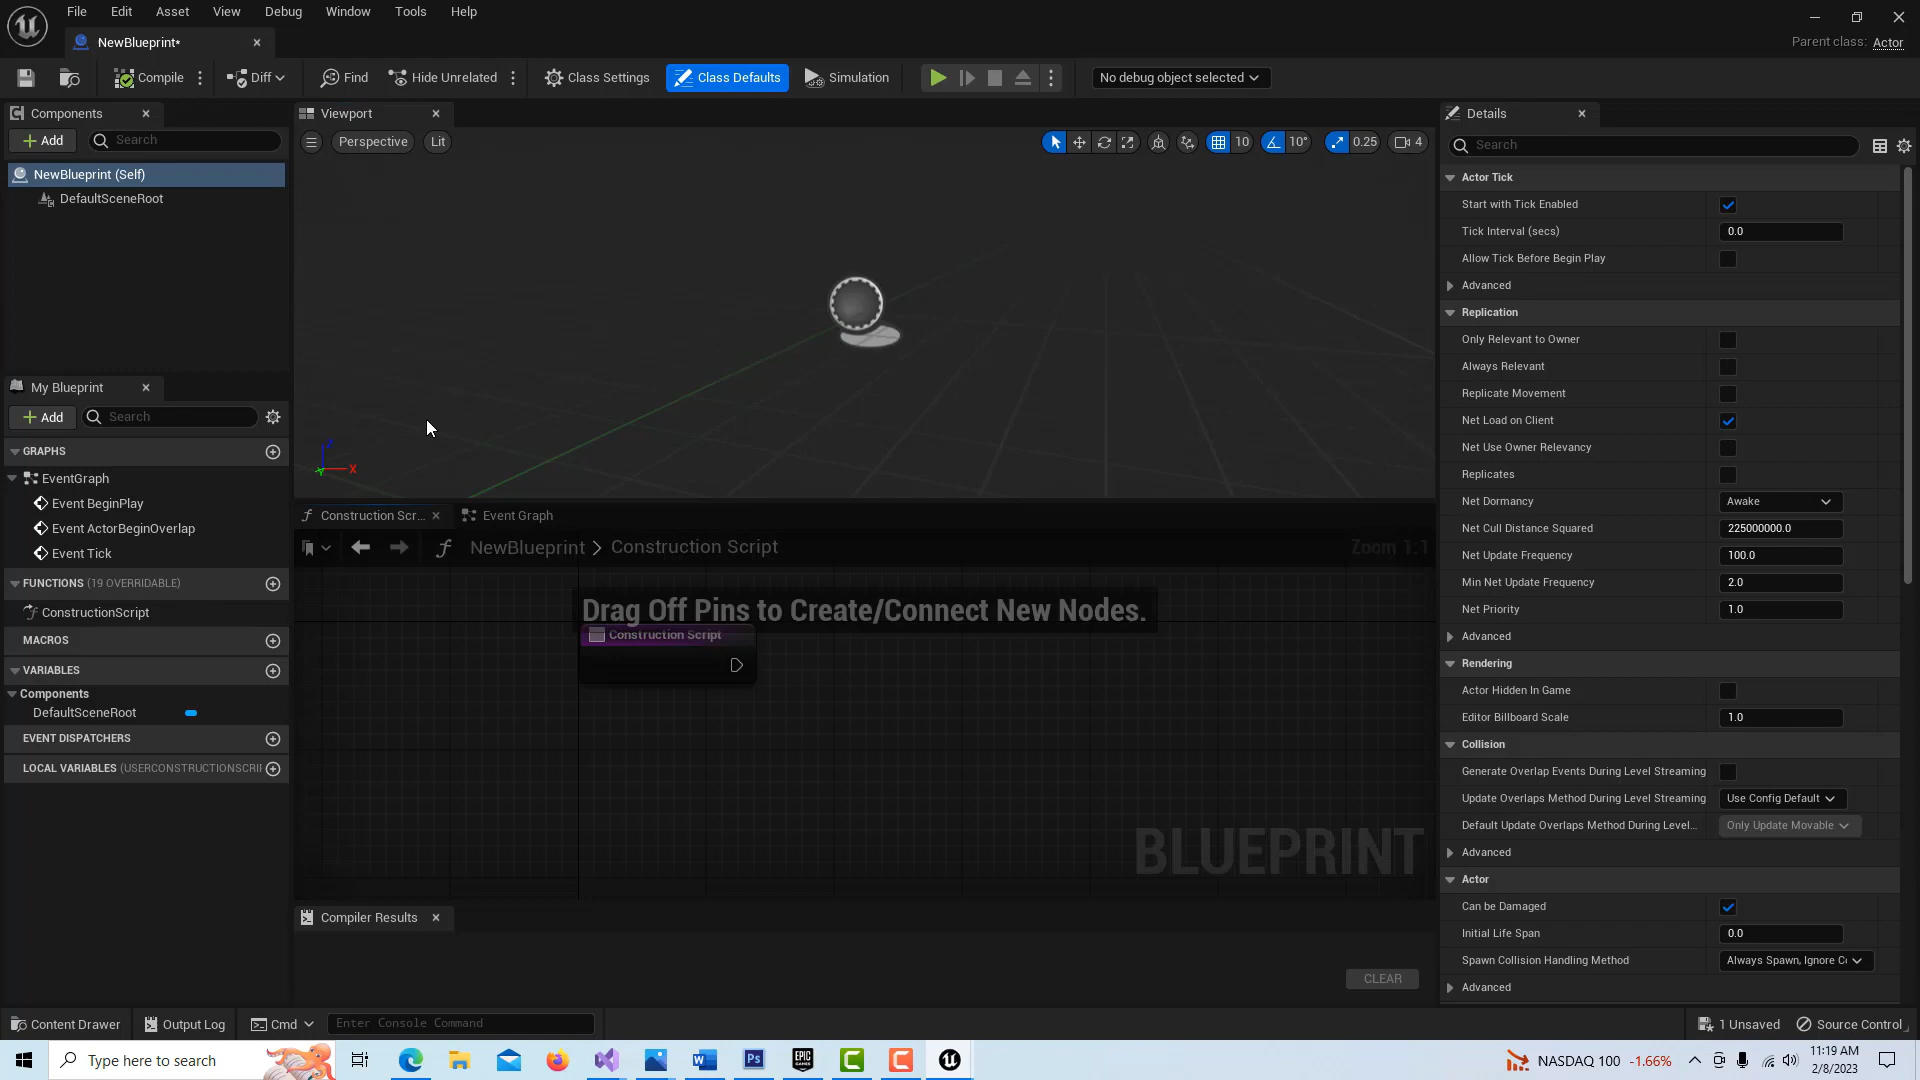 File Edit Asset View Debug Window Tools Help
NewBlueprint*
Parent class: Actor
Compile Diff Find Hide Unrelated Class Settings Class Defaults Simulation No debug object selected
Components
Add Search
NewBlueprint (Self)
DefaultSceneRoot
My Blueprint
Add Search
GRAPHS
EventGraph
Event BeginPlay
Event ActorBeginOverlap
Event Tick
FUNCTIONS (19 OVERRIDABLE)
ConstructionScript
MACROS
VARIABLES
Components
DefaultSceneRoot
EVENT DISPATCHERS
LOCAL VARIABLES (USERCONSTRUCTIONSCRI
Viewport
Perspective Lit 10 10° 0.25 4
X
Construction Scr... Event Graph
NewBlueprint > Construction Script Zoom 1:1
Drag Off Pins to Create/Connect New Nodes.
Construction Script
BLUEPRINT
Compiler Results
CLEAR
Details
Search
Actor Tick
Start with Tick Enabled
Tick Interval (secs) 0.0
Allow Tick Before Begin Play
Advanced
Replication
Only Relevant to Owner
Always Relevant
Replicate Movement
Net Load on Client
Net Use Owner Relevancy
Replicates
Net Dormancy Awake
Net Cull Distance Squared 225000000.0
Net Update Frequency 100.0
Min Net Update Frequency 2.0
Net Priority 1.0
Advanced
Rendering
Actor Hidden In Game
Editor Billboard Scale 1.0
Collision
Generate Overlap Events During Level Streaming
Update Overlaps Method During Level Streaming Use Config Default
Default Update Overlaps Method During Level... Only Update Movable
Advanced
Actor
Can be Damaged
Initial Life Span 0.0
Spawn Collision Handling Method Always Spawn, Ignore C
Advanced
Content Drawer Output Log Cmd Enter Console Command 1 Unsaved Source Control
Type here to search Ps EPIC GAMES NASDAQ 100 -1.66% 11:19 AM
2/8/2023